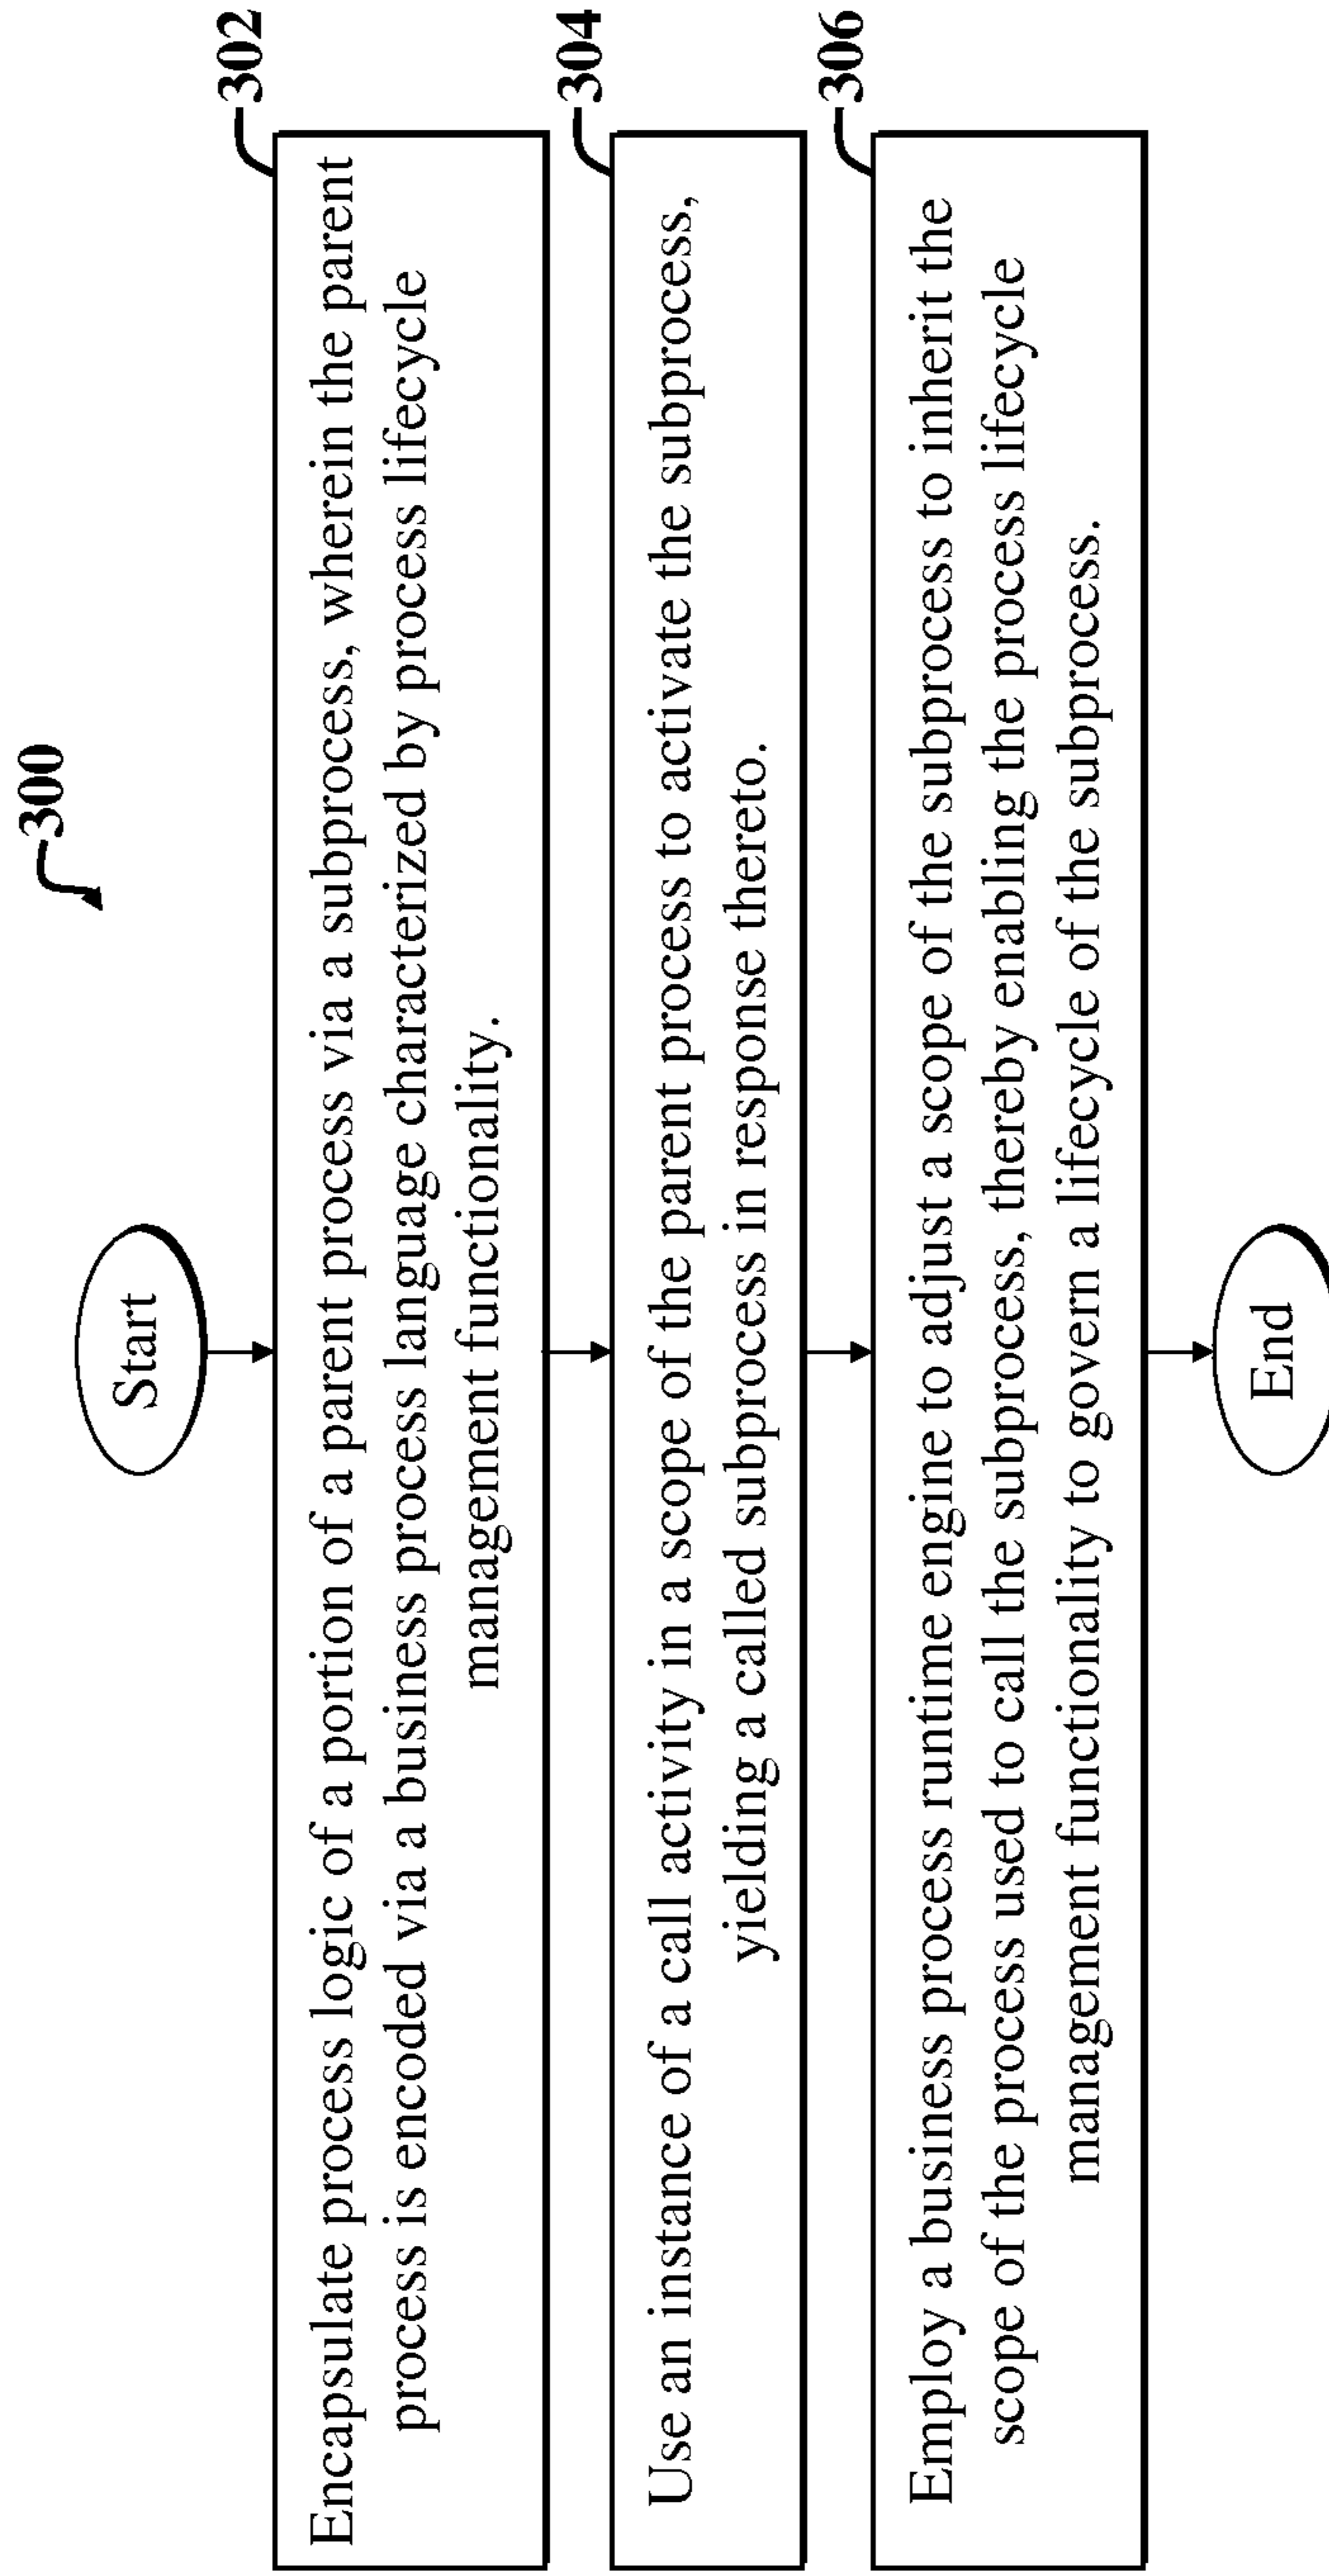 300
Start
302
Encapsulate process logic of a portion of a parent process via a subprocess, wherein the parent
process is encoded via a business process language characterized by process lifecycle
management functionality.
304
Use an instance of a call activity in a scope of the parent process to activate the subprocess,
yielding a called subprocess in response thereto.
306
Employ a business process runtime engine to adjust a scope of the subprocess to inherit the
scope of the process used to call the subprocess, thereby enabling the process lifecycle
management functionality to govern a lifecycle of the subprocess.
End